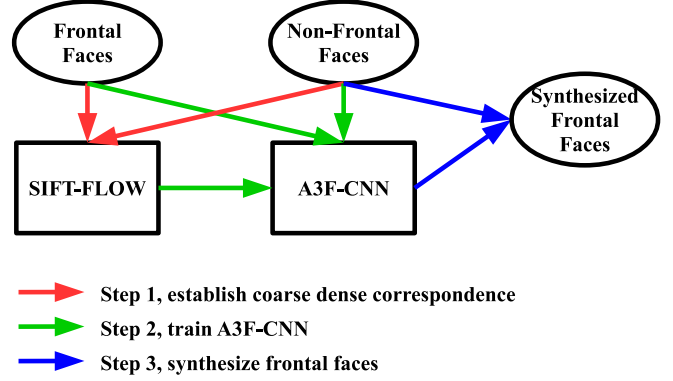 Frontal
Faces
Non-Frontal
Faces
Synthesized
Frontal
Faces
SIFT-FLOW
A3F-CNN
Step 1, establish coarse dense correspondence
Step 2, train A3F-CNN
Step 3, synthesize frontal faces